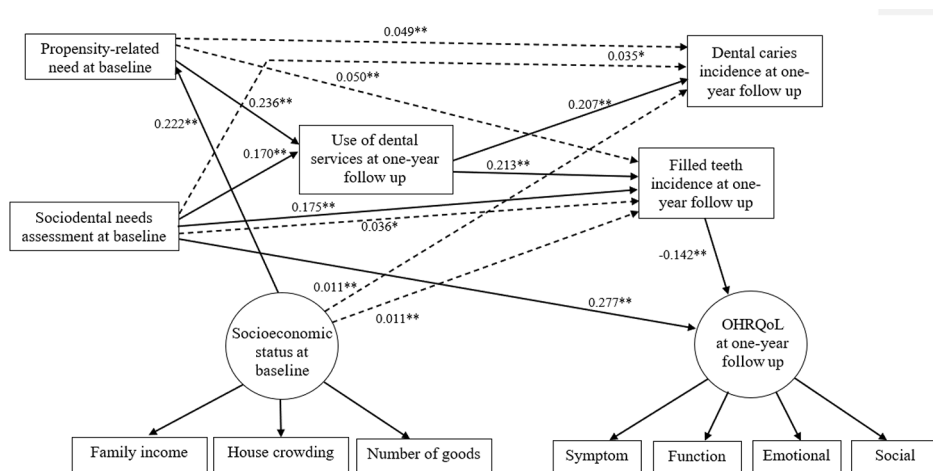 Propensity-related
need at baseline
0.049**
0.035*
Dental caries
incidence at one-
year follow up
0.050**
0.236**
0.207**
0.222**
0.170**
Use of dental
services at one-year
follow up
0.213**
Filled teeth
incidence at one-
year follow up
Sociodental needs
assessment at baseline
0.175**
0.036*
-0.142**
0.011**
0.277**
0.011**
Socioeconomic
status at
baseline
OHRQoL
at one-year
follow up
Family income
House crowding
Number of goods
Symptom
Function
Emotional
Social